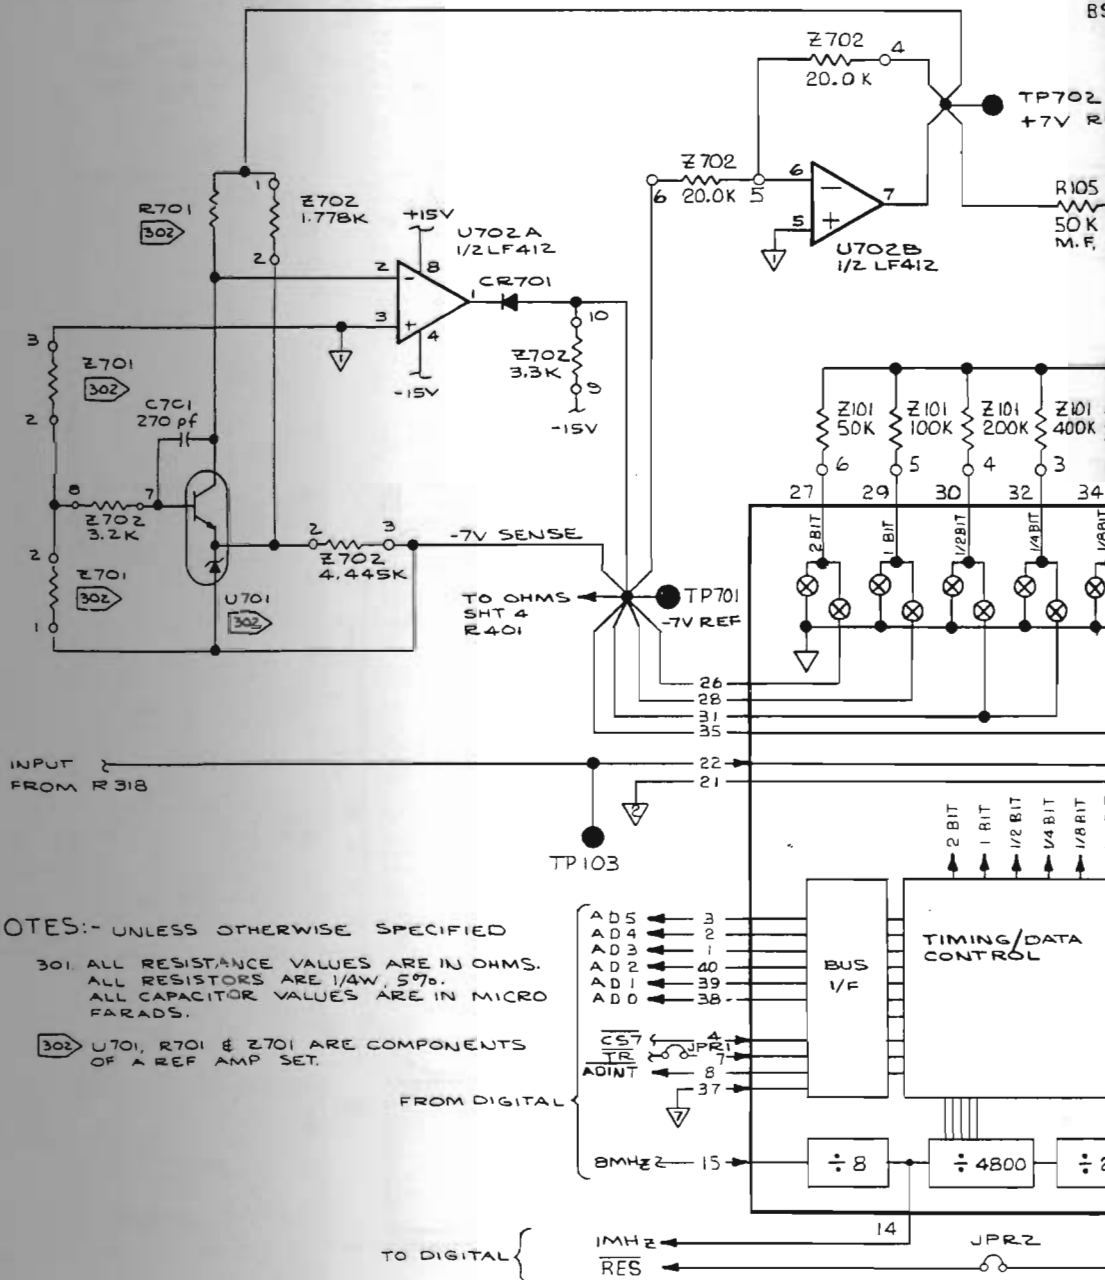 BS
Z702
20.0 K
4
TP702
+7V R
Z702
20.0K
6
5
6
5
7
1
U702B
1/2 LF412
R105
50 K
M.F.
R701
302
1
Z702
1.778K
2
+15V
U702A
1/2 LF412
2
8
3
4
1
CR701
1
-15V
10
Z702
3.3K
9
-15V
3
Z701
302
2
C701
270 pf
8
7
Z702
3.2K
2
Z701
302
1
U701
302
2
3
Z702
4.445K
-7V SENSE
TO OHMS
SHT 4
R401
TP701
-7V REF
Z101
50K
Z101
100K
Z101
200K
Z101
400K
6
5
4
3
27
29
30
32
34
2 BIT
1 BIT
1/2 BIT
1/4 BIT
1/8 BIT
26
28
31
35
INPUT
FROM R318
22
21
2
TP103
2 BIT
1 BIT
1/2 BIT
1/4 BIT
1/8 BIT
OTES:- UNLESS OTHERWISE SPECIFIED
301. ALL RESISTANCE VALUES ARE IN OHMS.
ALL RESISTORS ARE 1/4W, 5%.
ALL CAPACITOR VALUES ARE IN MICRO
FARADS.
302 U701, R701 & Z701 ARE COMPONENTS
OF A REF AMP SET.
AD5 3
AD4 2
AD3 1
AD2 40
AD1 39
AD0 38
CS7 4
TR JPR1 7
ADINT 8
37
7
FROM DIGITAL
BUS
I/F
TIMING/DATA
CONTROL
8MHZ2 15
÷ 8
÷ 4800
÷ 2
14
TO DIGITAL
1MHZ
RES
JPR2